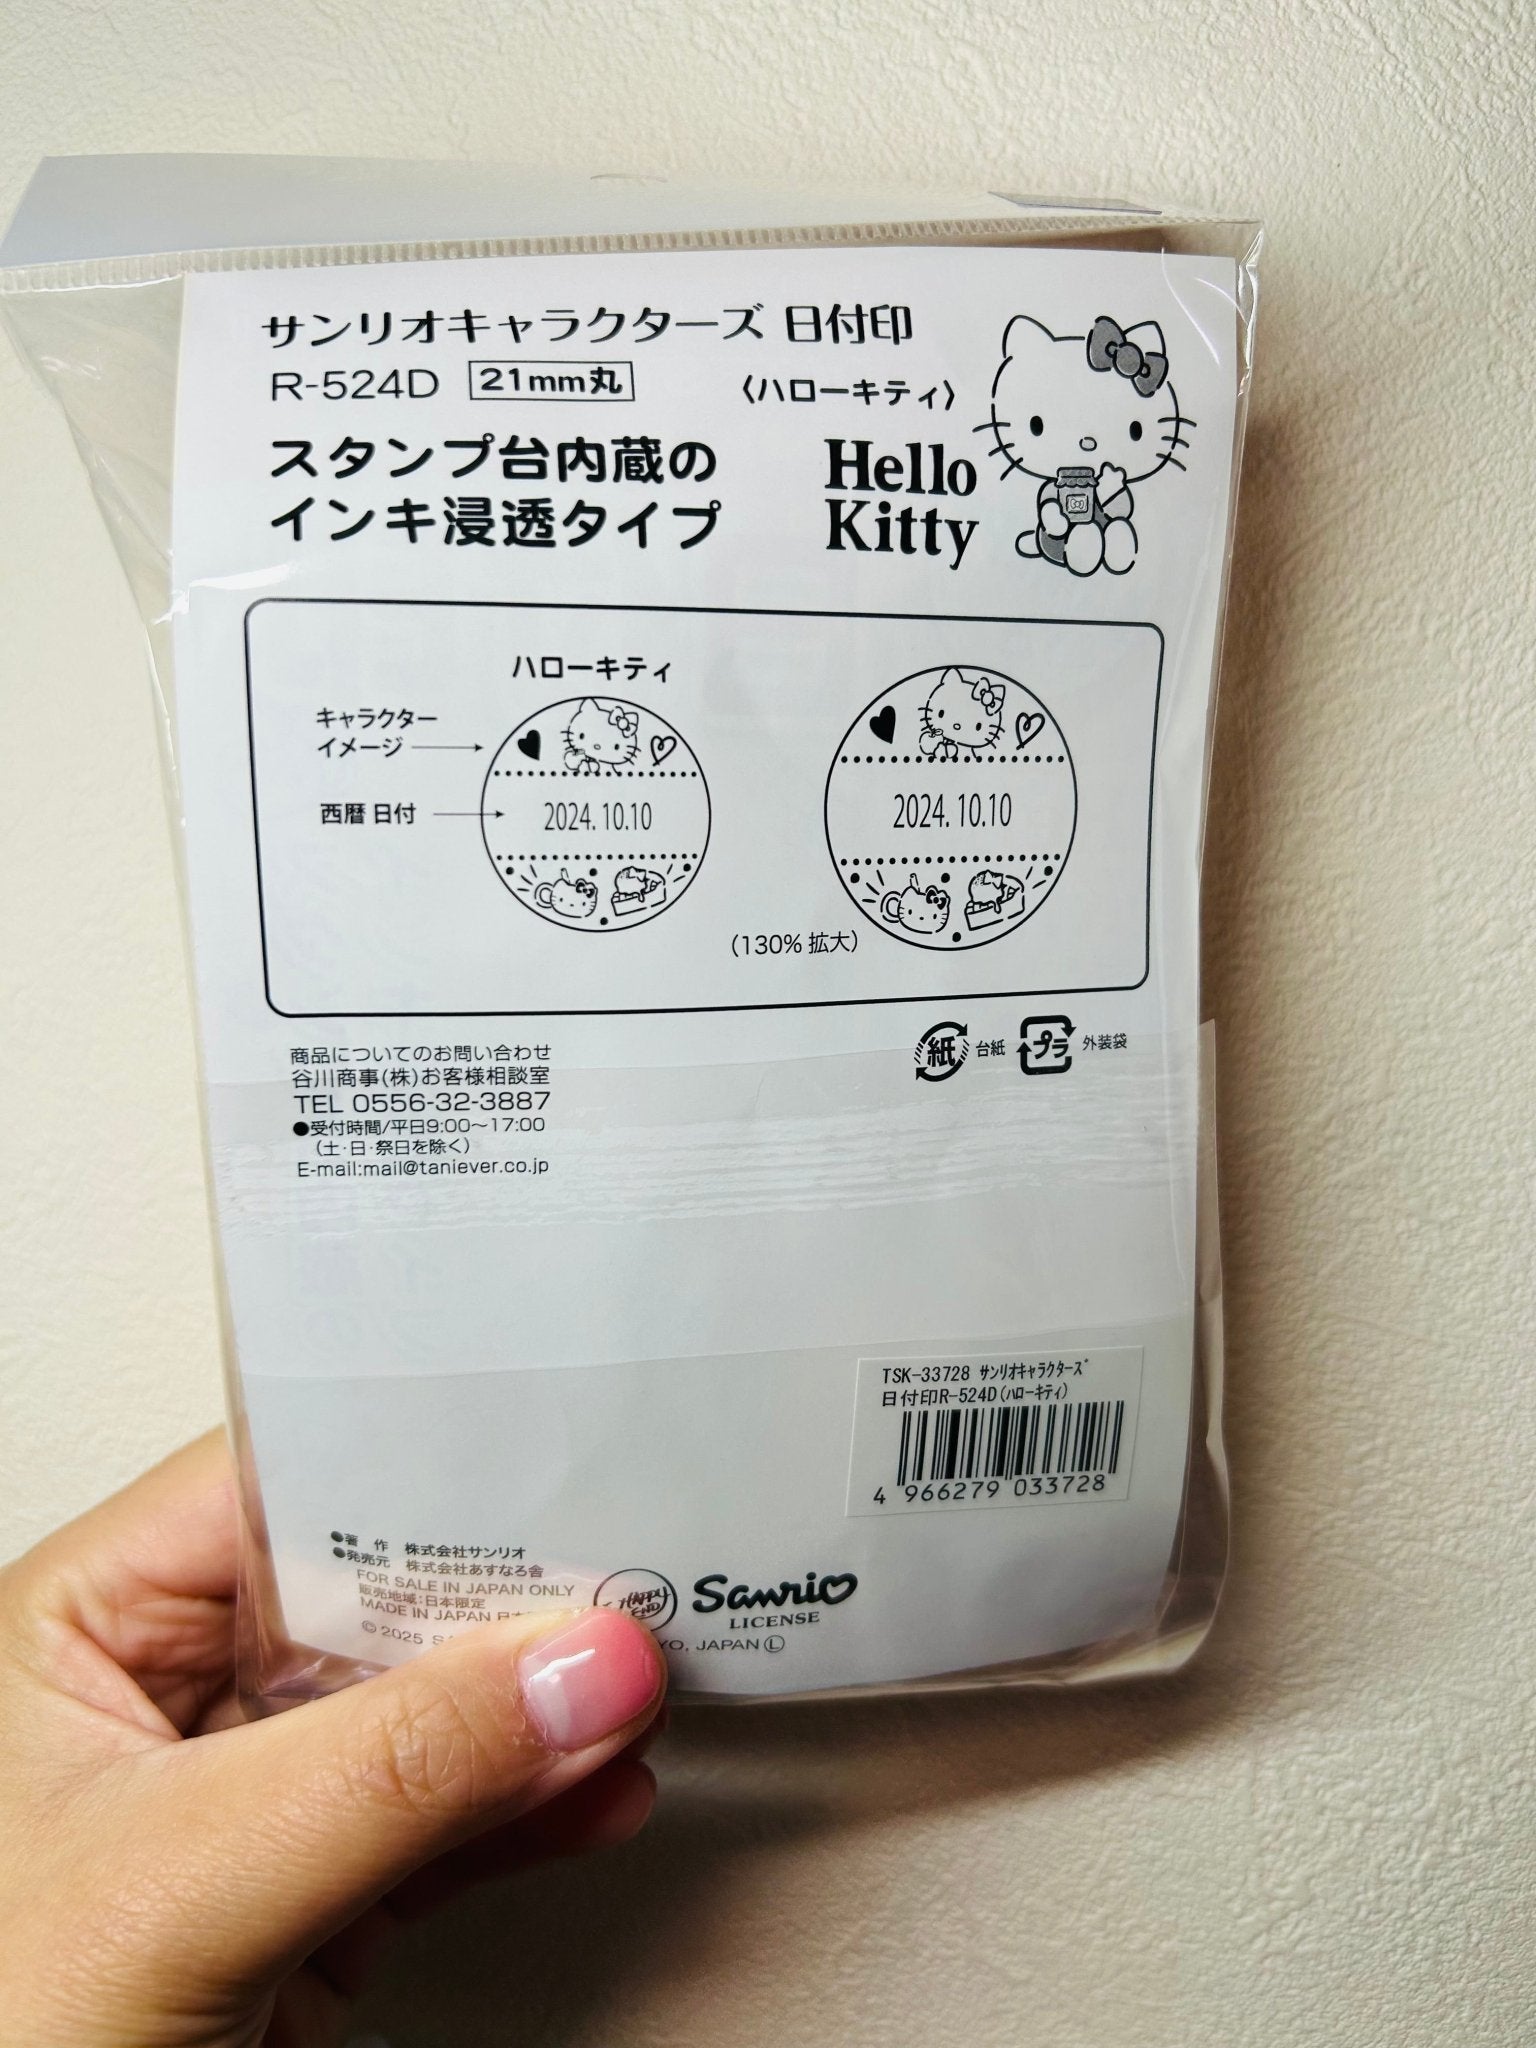 サンリオキャラクターズ 日付印
R-524D 21mm丸 〈ハローキティ〉
スタンプ台内蔵の
インキ浸透タイプ
Hello
Kitty
ハローキティ
キャラクター
イメージ
西暦 日付
2024.10.10
2024.10.10
(130% 拡大)
紙 台紙 プラ 外装袋
商品についてのお問い合わせ
谷川商事(株)お客様相談室
TEL 0556-32-3887
●受付時間/平日9:00～17:00
(土・日・祭日を除く)
E-mail:mail@taniever.co.jp
TSK-33728 ｻﾝﾘｵｷｬﾗｸﾀｰｽﾞ
日付印R-524D(ﾊﾛｰｷﾃｨ)
4 966279 033728
●著 作 株式会社サンリオ
●発売元 株式会社あすなろ舎
FOR SALE IN JAPAN ONLY
販売地域:日本限定
MADE IN JAPAN
© 2025
JAPAN Ⓛ
HAPPY
END
Sanrio
LICENSE